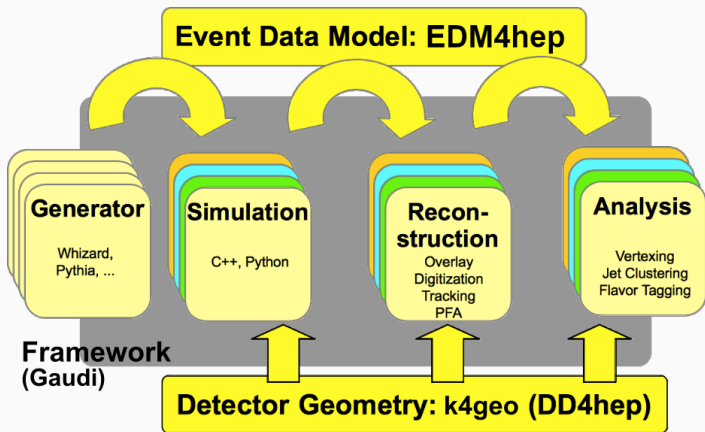 Event Data Model: EDM4hep
Generator
Whizard,
Pythia, ...
Simulation
C++, Python
Recon-
struction
Overlay
Digitization
Tracking
PFA
Analysis
Vertexing
Jet Clustering
Flavor Tagging
Framework
(Gaudi)
Detector Geometry: k4geo (DD4hep)